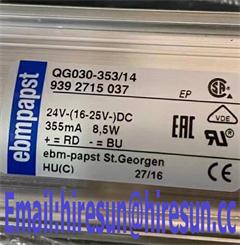 ebmpapst
QG030-353/14
939 2715 037
EP
24V-(16-25V-)DC
355mA 8,5W
+ = RD - = BU
ebm-papst St.Georgen
HU(C) 27/16
EAC
VDE
Email:hiresun@hiresun.cc